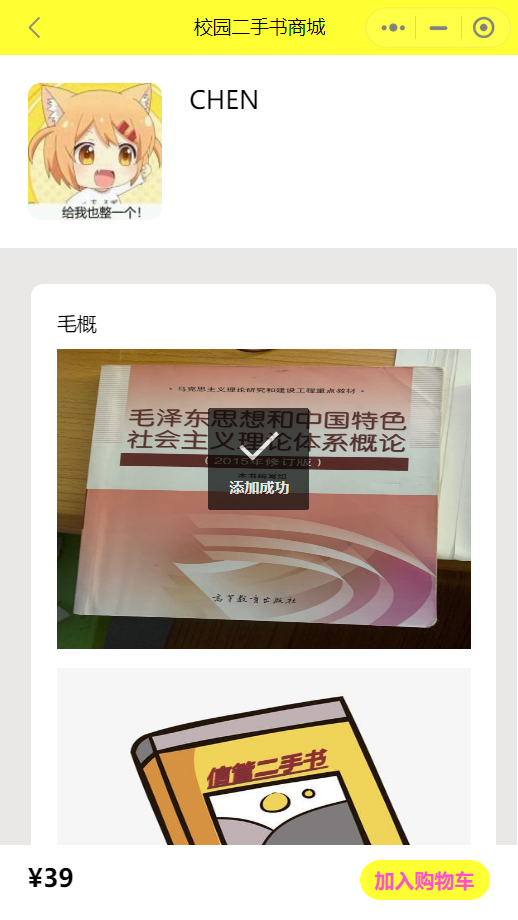 校园二手书商城
CHEN
给我也整一个!
毛概
·马克思主义理论研究和建设工程重点教材·
毛泽东思想和中国特色
社会主义理论体系概论
(2015年修订版)
添加成功
高等教育出版社
信管二手书
¥39
加入购物车